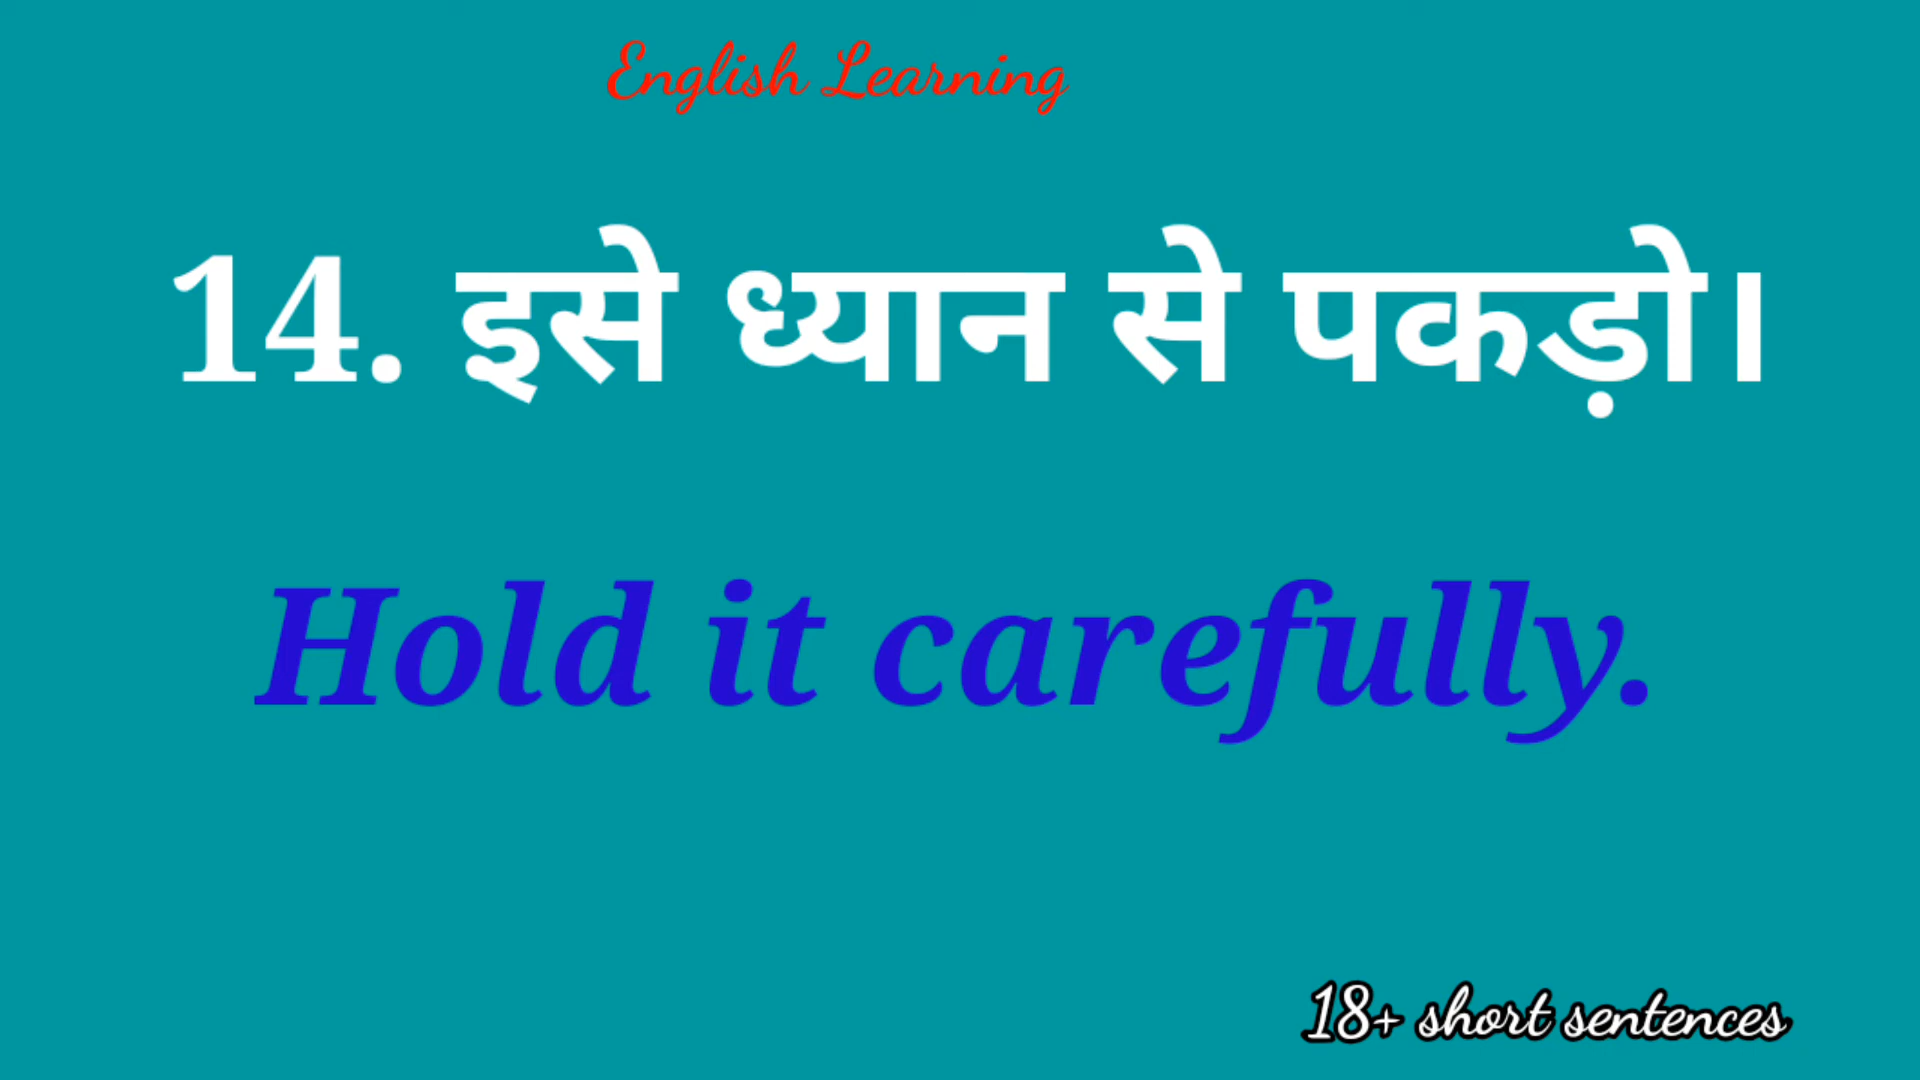 English Learning
14. इसे ध्यान से पकड़ो।
Hold it carefully.
18+ short sentences